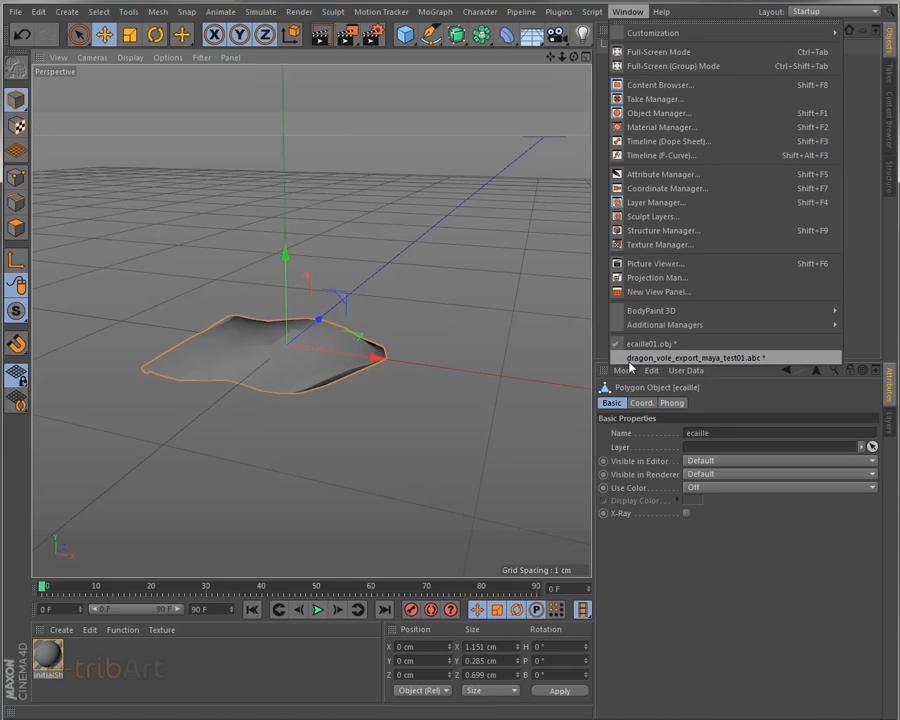 File Edit Create Select Tools Mesh Snap Animate Simulate Render Sculpt Motion Tracker MoGraph Character Pipeline Plugins Script Window Help Layout: Startup
View Cameras Display Options Filter Panel
Perspective
Customization
Full-Screen Mode Ctrl+Tab
Full-Screen (Group) Mode Ctrl+Shift+Tab
Content Browser... Shift+F8
Take Manager...
Object Manager... Shift+F1
Material Manager... Shift+F2
Timeline (Dope Sheet)... Shift+F3
Timeline (F-Curve)... Shift+Alt+F3
Attribute Manager... Shift+F5
Coordinate Manager... Shift+F7
Layer Manager... Shift+F4
Sculpt Layers...
Structure Manager... Shift+F9
Texture Manager...
Picture Viewer... Shift+F6
Projection Man...
New View Panel...
BodyPaint 3D
Additional Managers
ecaille01.obj *
dragon_vole_export_maya_test01.abc *
Objects
Takes
Content Browser
Structure
Edit User Data
Polygon Object [ecaille]
Basic Coord. Phong
Basic Properties
Name ecaille
Layer
Visible in Editor Default
Visible in Renderer Default
Use Color Off
Display Color
X-Ray
Attributes
Layers
X Y Z
Y Z X
Grid Spacing : 1 cm
0 10 20 30 40 50 60 70 80 90 0 F
0 F 0 F 90 F 90 F
Create Edit Function Texture
initialSh
tribArt
MAXON
CINEMA 4D
Position Size Rotation
X 0 cm X 1.151 cm H 0 °
Y 0 cm Y 0.285 cm P 0 °
Z 0 cm Z 0.699 cm B 0 °
Object (Rel) Size Apply